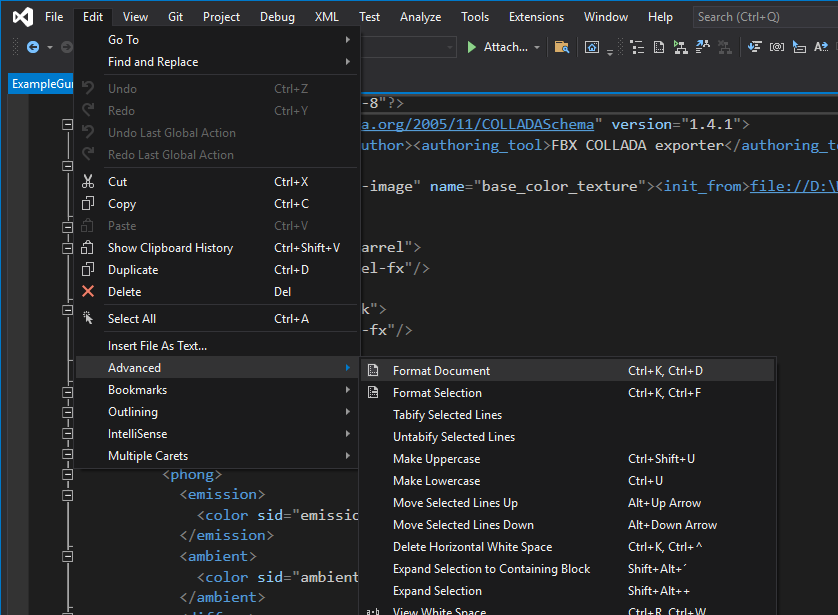 File Edit View Git Project Debug XML Test Analyze Tools Extensions Window Help Search (Ctrl+Q)
Attach...
ExampleGu
Go To
Find and Replace
Undo Ctrl+Z
Redo Ctrl+Y
Undo Last Global Action
Redo Last Global Action
Cut Ctrl+X
Copy Ctrl+C
Paste Ctrl+V
Show Clipboard History Ctrl+Shift+V
Duplicate Ctrl+D
Delete Del
Select All Ctrl+A
Insert File As Text...
Advanced
Bookmarks
Outlining
IntelliSense
Multiple Carets
Format Document Ctrl+K, Ctrl+D
Format Selection Ctrl+K, Ctrl+F
Tabify Selected Lines
Untabify Selected Lines
Make Uppercase Ctrl+Shift+U
Make Lowercase Ctrl+U
Move Selected Lines Up Alt+Up Arrow
Move Selected Lines Down Alt+Down Arrow
Delete Horizontal White Space Ctrl+K, Ctrl+^
Expand Selection to Containing Block Shift+Alt+´
Expand Selection Shift+Alt++
View White Space Ctrl+R, Ctrl+W
-8"?>
a.org/2005/11/COLLADASchema" version="1.4.1">
uthor><authoring_tool>FBX COLLADA exporter</authoring_to
-image" name="base_color_texture"><init_from>file://D:\
arrel">
el-fx"/>
k">
-fx"/>
<phong>
<emission>
<color sid="emissio
</emission>
<ambient>
<color sid="ambient
</ambient>